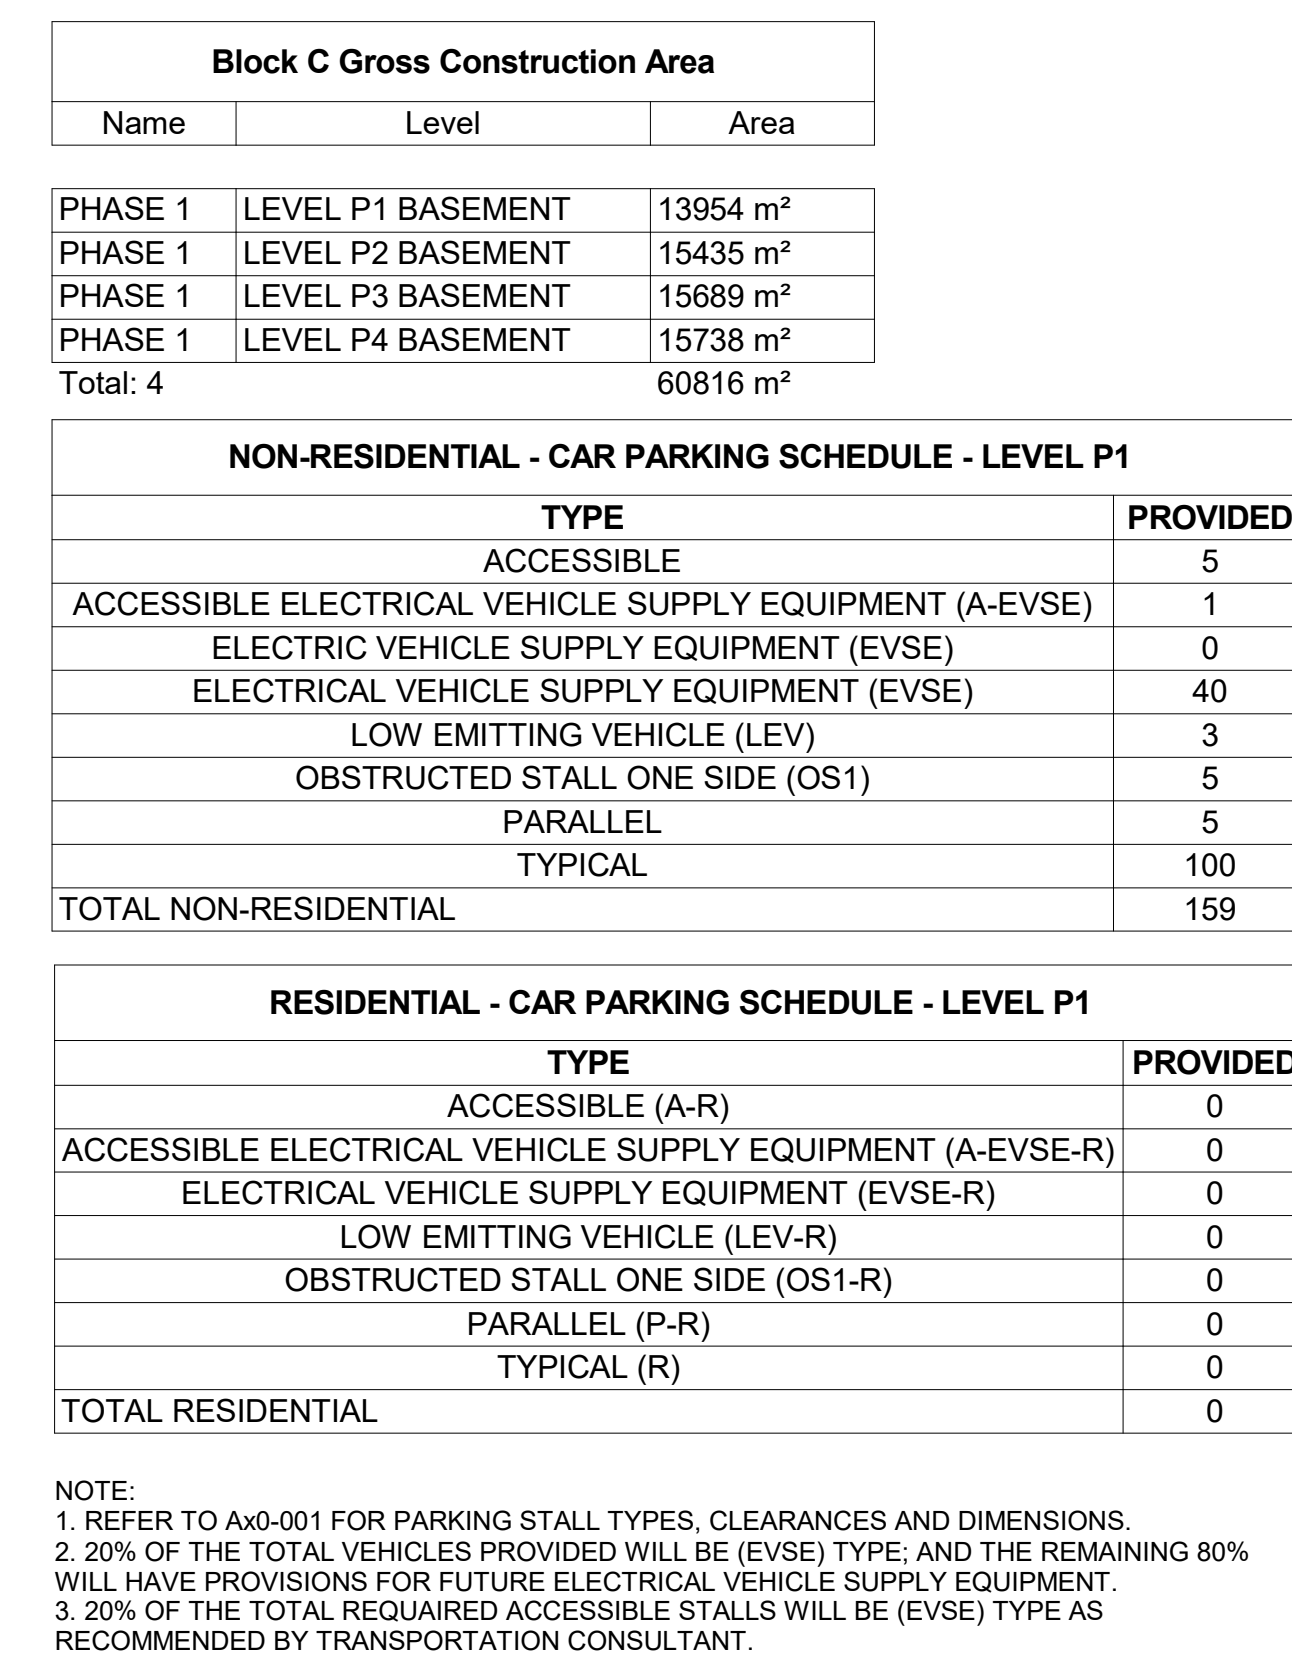 Block C Gross Construction Area
Name Level Area
PHASE 1 LEVEL P1 BASEMENT 13954 m²
PHASE 1 LEVEL P2 BASEMENT 15435 m²
PHASE 1 LEVEL P3 BASEMENT 15689 m²
PHASE 1 LEVEL P4 BASEMENT 15738 m²
Total: 4 60816 m²
NON-RESIDENTIAL - CAR PARKING SCHEDULE - LEVEL P1
TYPE PROVIDED
ACCESSIBLE 5
ACCESSIBLE ELECTRICAL VEHICLE SUPPLY EQUIPMENT (A-EVSE) 1
ELECTRIC VEHICLE SUPPLY EQUIPMENT (EVSE) 0
ELECTRICAL VEHICLE SUPPLY EQUIPMENT (EVSE) 40
LOW EMITTING VEHICLE (LEV) 3
OBSTRUCTED STALL ONE SIDE (OS1) 5
PARALLEL 5
TYPICAL 100
TOTAL NON-RESIDENTIAL 159
RESIDENTIAL - CAR PARKING SCHEDULE - LEVEL P1
TYPE PROVIDED
ACCESSIBLE (A-R) 0
ACCESSIBLE ELECTRICAL VEHICLE SUPPLY EQUIPMENT (A-EVSE-R) 0
ELECTRICAL VEHICLE SUPPLY EQUIPMENT (EVSE-R) 0
LOW EMITTING VEHICLE (LEV-R) 0
OBSTRUCTED STALL ONE SIDE (OS1-R) 0
PARALLEL (P-R) 0
TYPICAL (R) 0
TOTAL RESIDENTIAL 0
NOTE:
1. REFER TO Ax0-001 FOR PARKING STALL TYPES, CLEARANCES AND DIMENSIONS.
2. 20% OF THE TOTAL VEHICLES PROVIDED WILL BE (EVSE) TYPE; AND THE REMAINING 80%
WILL HAVE PROVISIONS FOR FUTURE ELECTRICAL VEHICLE SUPPLY EQUIPMENT.
3. 20% OF THE TOTAL REQUAIRED ACCESSIBLE STALLS WILL BE (EVSE) TYPE AS
RECOMMENDED BY TRANSPORTATION CONSULTANT.